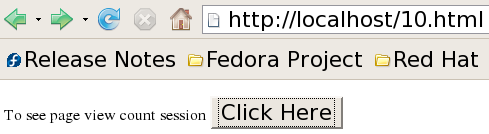 http://localhost/10.html
Release Notes Fedora Project Red Hat
To see page view count session Click Here